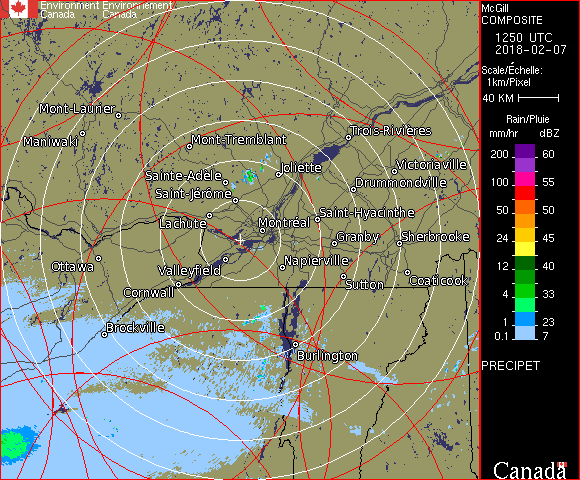 Environment Environnement
Canada Canada
McGill
COMPOSITE
1250 UTC
2018-02-07
Scale/Échelle:
1km/Pixel
40 KM
Rain/Pluie
mm/hr dBZ
200 60
100 55
50 50
24 45
12 40
4 33
1 23
0.1 7
PRECIPET
Canada
Mont-Laurier
Maniwaki
Mont-Tremblant
Trois-Rivières
Sainte-Adèle
Joliette
Victoriaville
Saint-Jérôme
Drummondville
Lachute
Montréal
Saint-Hyacinthe
Granby
Sherbrooke
Ottawa
Valleyfield
Napierville
Cornwall
Sutton
Coaticook
Brockville
Burlington